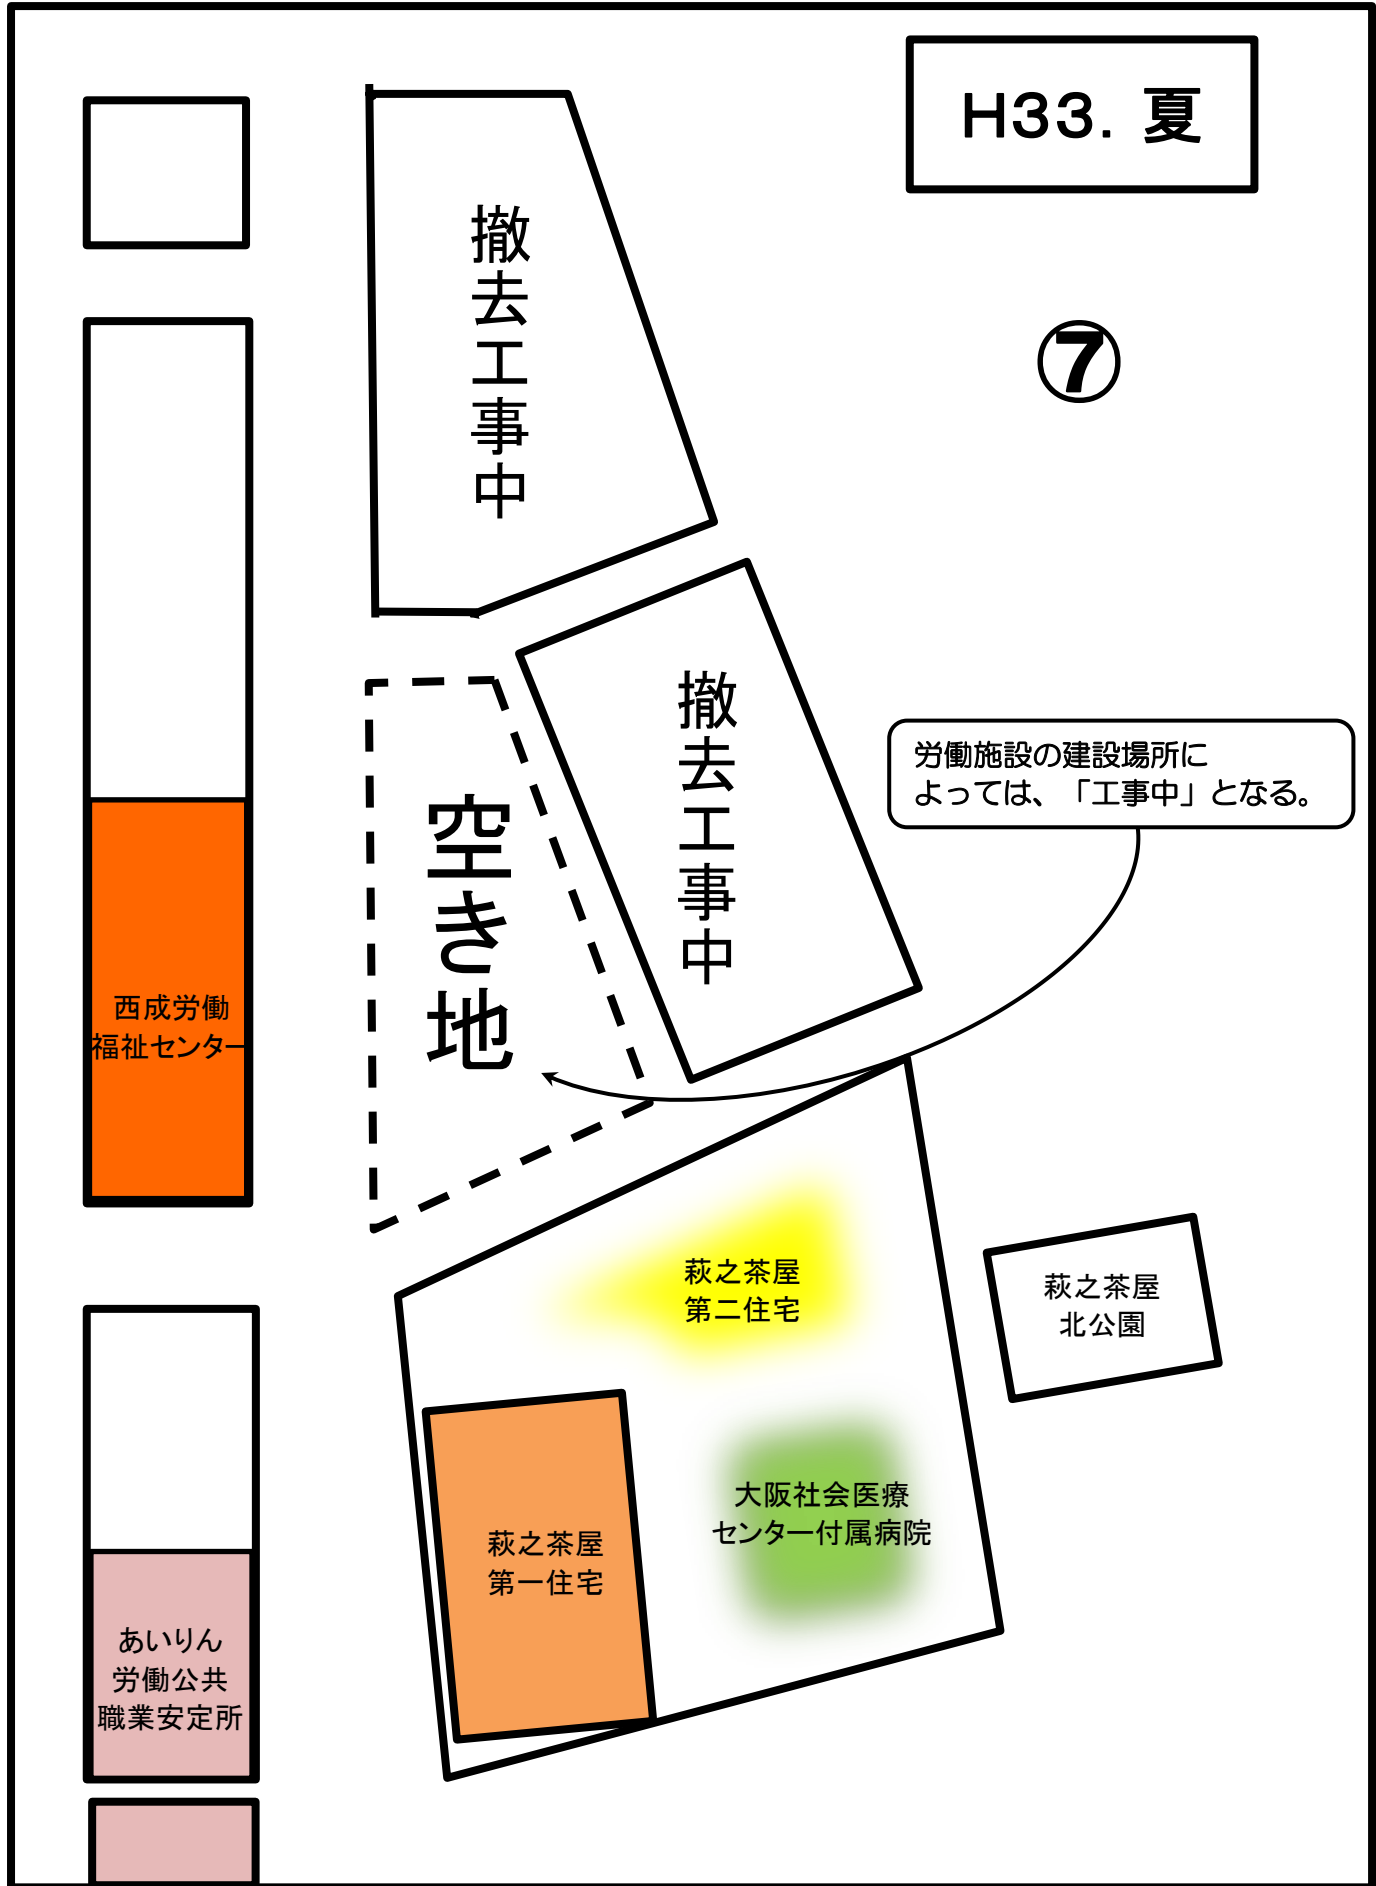 H33. 夏
⑦
撤去工事中
撤去工事中
労働施設の建設場所に
よっては、「工事中」となる。
空き地
西成労働
福祉センター
萩之茶屋
第二住宅
萩之茶屋
北公園
大阪社会医療
センター付属病院
萩之茶屋
第一住宅
あいりん
労働公共
職業安定所